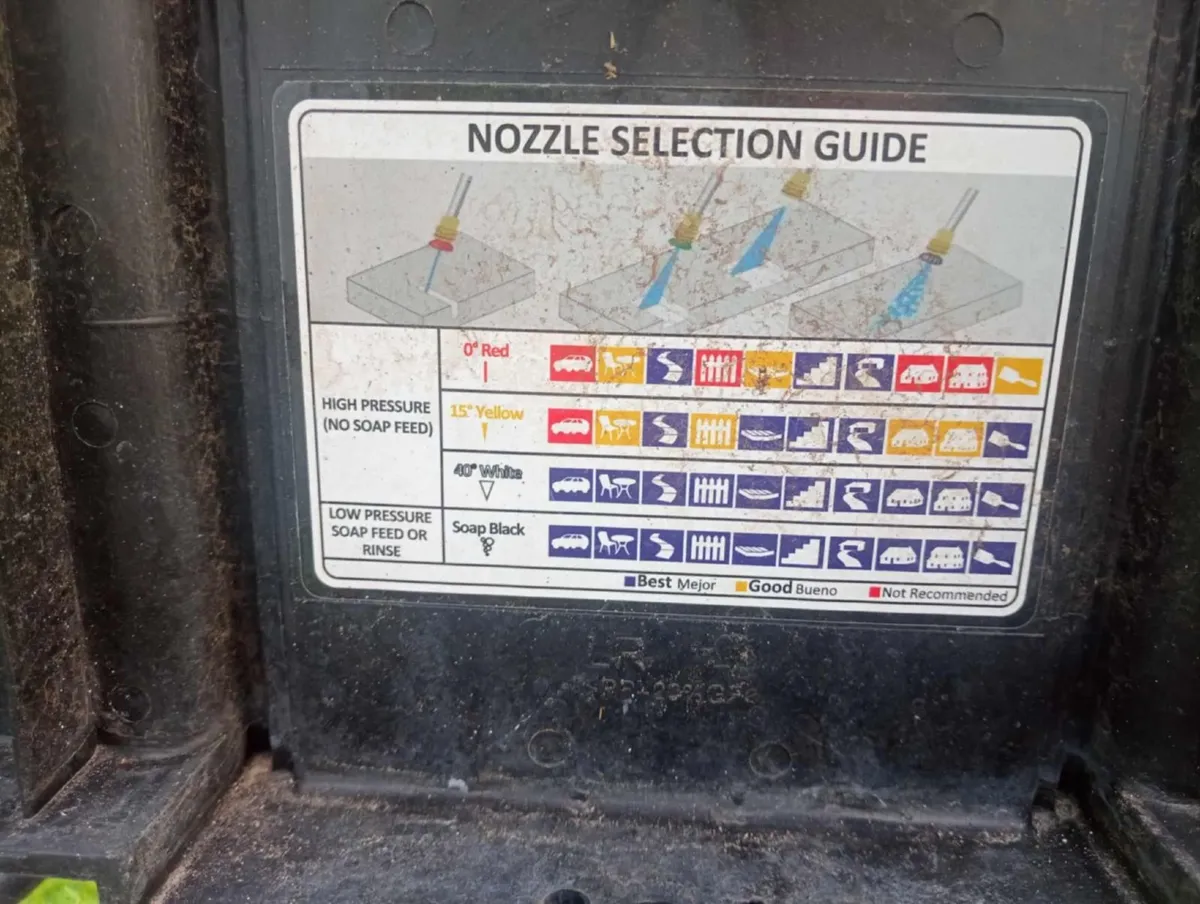 NOZZLE SELECTION GUIDE
HIGH PRESSURE
(NO SOAP FEED)
0° Red
15° Yellow
40° White
LOW PRESSURE
SOAP FEED OR
RINSE
Soap Black
Best Mejor Good Bueno Not Recommended